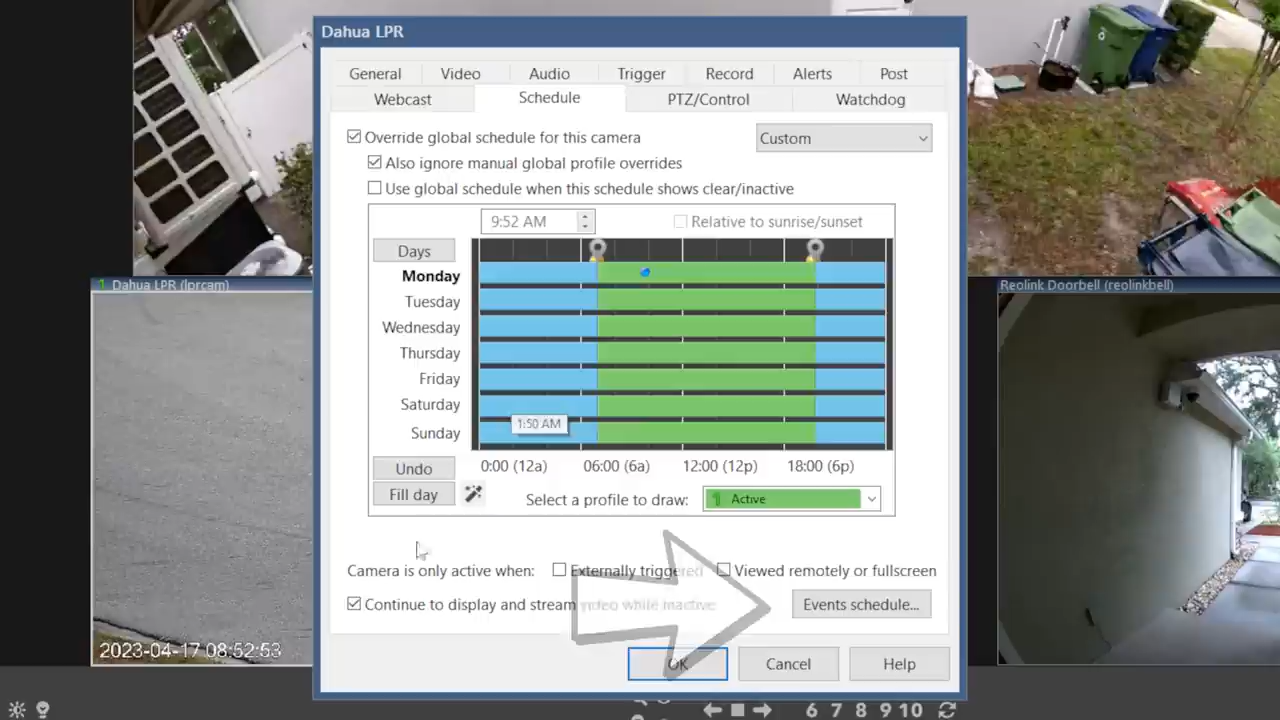 Dahua LPR
General Video Audio Trigger Record Alerts Post
Webcast Schedule PTZ/Control Watchdog
Override global schedule for this camera Custom
Also ignore manual global profile overrides
Use global schedule when this schedule shows clear/inactive
9:52 AM Relative to sunrise/sunset
Days
Monday
Tuesday
Wednesday
Thursday
Friday
Saturday
1:50 AM
Sunday
Undo 0:00 (12a) 06:00 (6a) 12:00 (12p) 18:00 (6p)
Fill day Select a profile to draw: 1 Active
Camera is only active when: Externally triggered Viewed remotely or fullscreen
Continue to display and stream video while inactive Events schedule...
OK Cancel Help
1 Dahua LPR (lprcam)
2023-04-17 08:52:53
Reolink Doorbell (reolinkbell)
6 7 8 9 10